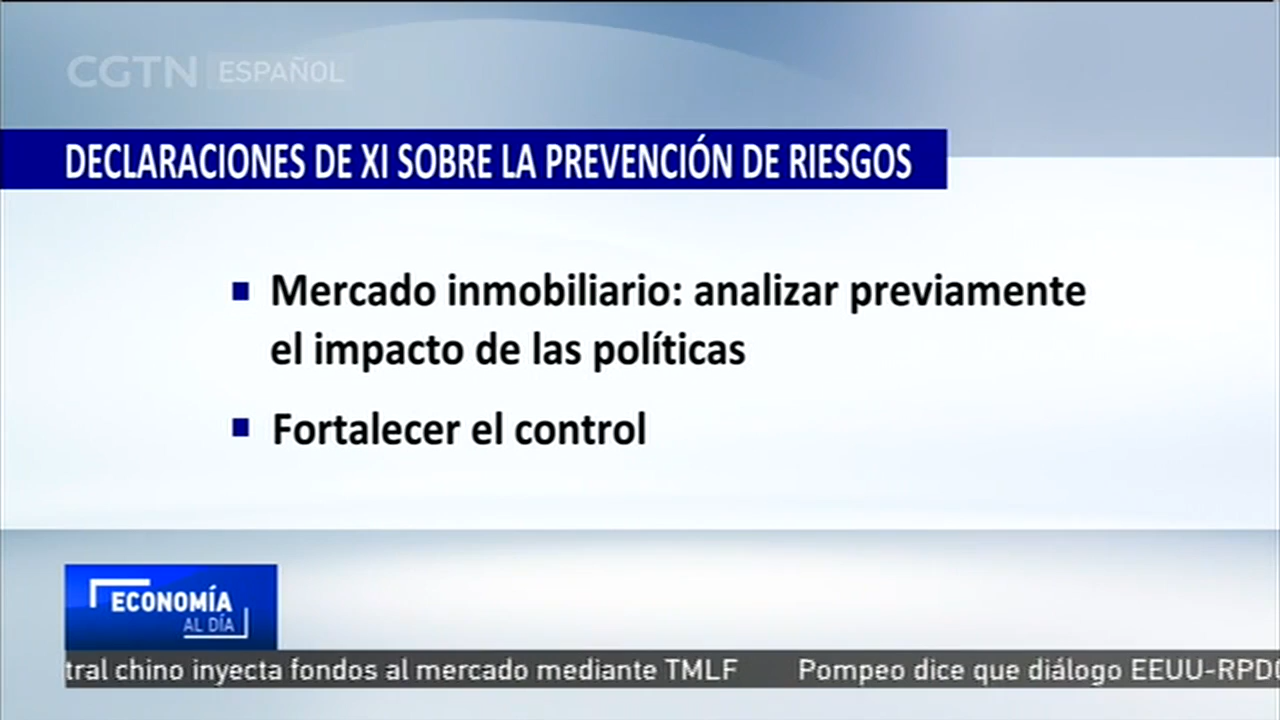 CGTN ESPAÑOL
DECLARACIONES DE XI SOBRE LA PREVENCIÓN DE RIESGOS
Mercado inmobiliario: analizar previamente
el impacto de las políticas
Fortalecer el control
ECONOMÍA
AL DÍA
tral chino inyecta fondos al mercado mediante TMLF Pompeo dice que diálogo EEUU-RPD